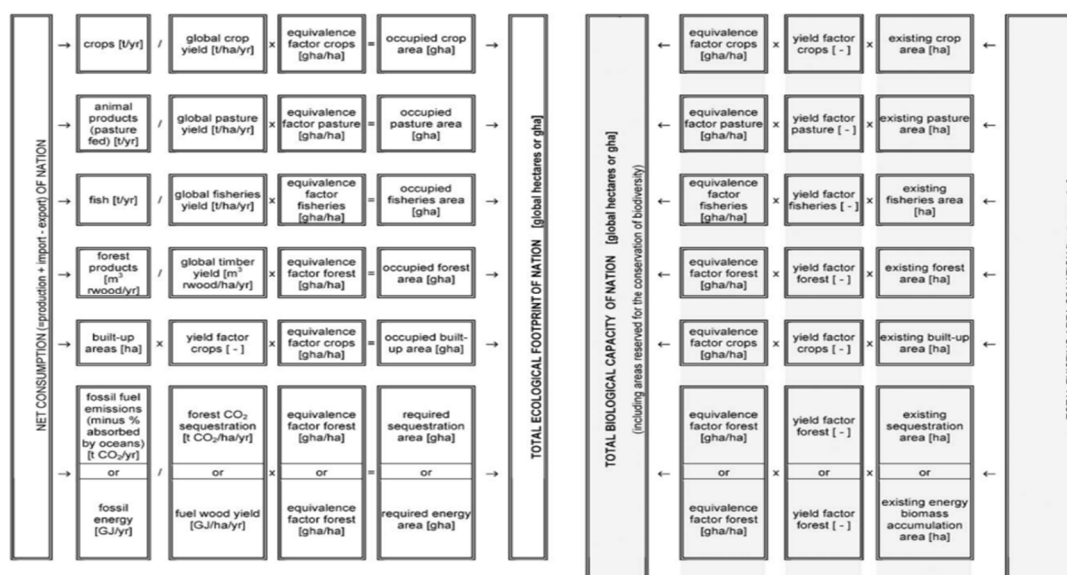 NET CONSUMPTION (=production + import - export) OF NATION
→ crops [t/yr]
/
global crop
yield [t/ha/yr]
x
equivalence
factor crops
[gha/ha]
=
occupied crop
area [gha]
→
→ animal
products
(pasture
fed) [t/yr]
/
global pasture
yield [t/ha/yr]
x
equivalence
factor pasture
[gha/ha]
=
occupied
pasture area
[gha]
→
→ fish [t/yr]
/
global fisheries
yield [t/ha/yr]
x
equivalence
factor
fisheries
[gha/ha]
=
occupied
fisheries area
[gha]
→
→ forest
products
[m³
rwood/yr]
/
global timber
yield [m³
rwood/ha/yr]
x
equivalence
factor forest
[gha/ha]
=
occupied forest
area [gha]
→
→ built-up
areas [ha]
x
yield factor
crops [ - ]
x
equivalence
factor crops
[gha/ha]
=
occupied built-
up area [gha]
→
fossil fuel
emissions
(minus %
absorbed
by oceans)
[t CO₂/yr]
forest CO₂
sequestration
[t CO₂/ha/yr]
equivalence
factor forest
[gha/ha]
required
sequestration
area [gha]
→ or / or x or = or →
fossil
energy
[GJ/yr]
fuel wood yield
[GJ/ha/yr]
equivalence
factor forest
[gha/ha]
required energy
area [gha]
TOTAL ECOLOGICAL FOOTPRINT OF NATION [global hectares or gha]
TOTAL BIOLOGICAL CAPACITY OF NATION [global hectares or gha]
(including areas reserved for the conservation of biodiversity)
← equivalence
factor crops
[gha/ha]
x
yield factor
crops [ - ]
x
existing crop
area [ha]
←
← equivalence
factor pasture
[gha/ha]
x
yield factor
pasture [ - ]
x
existing pasture
area [ha]
←
← equivalence
factor
fisheries
[gha/ha]
x
yield factor
fisheries [ - ]
x
existing
fisheries area
[ha]
←
← equivalence
factor forest
[gha/ha]
x
yield factor
forest [ - ]
x
existing forest
area [ha]
←
← equivalence
factor crops
[gha/ha]
x
yield factor
crops [ - ]
x
existing built-up
area [ha]
←
equivalence
factor forest
[gha/ha]
yield factor
forest [ - ]
existing
sequestration
area [ha]
← or x or x or ←
equivalence
factor forest
[gha/ha]
yield factor
forest [ - ]
existing energy
biomass
accumulation
area [ha]